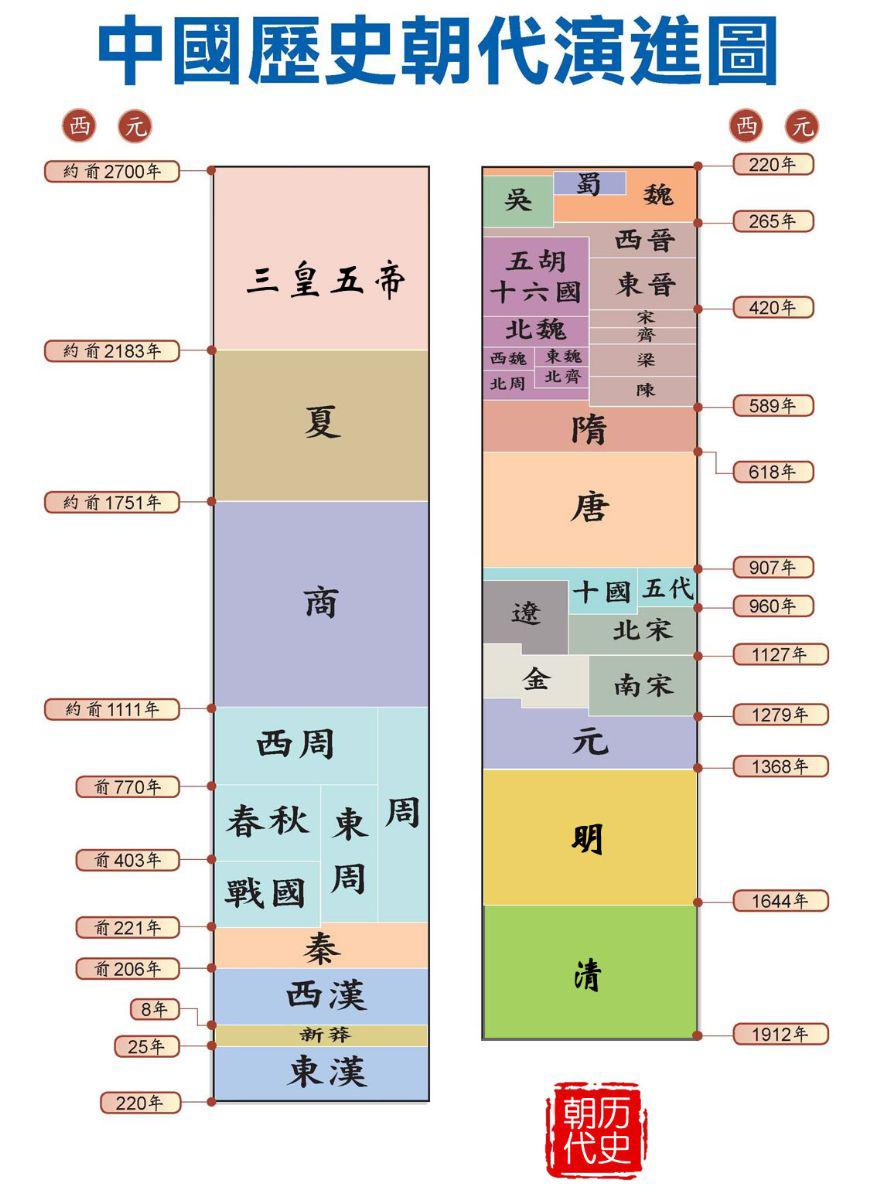 中國歷史朝代演進圖
西 元
約前2700年
三皇五帝
約前2183年
夏
約前1751年
商
約前1111年
西周
周
前770年
春秋
東周
前403年
戰國
前221年
秦
前206年
西漢
8年
新莽
25年
東漢
220年
西 元
220年
吳
蜀
魏
265年
西晉
五胡
十六國
東晉
420年
北魏
宋
齊
西魏
東魏
梁
北周
北齊
陳
589年
隋
618年
唐
907年
十國
五代
960年
遼
北宋
1127年
金
南宋
1279年
元
1368年
明
1644年
清
1912年
历史
朝代